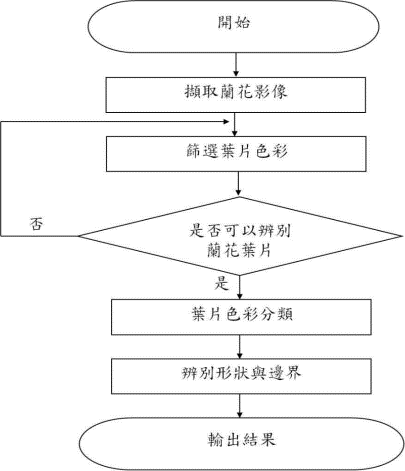 開始
擷取蘭花影像
篩選葉片色彩
是否可以辨別
蘭花葉片
否
是
葉片色彩分類
辨別形狀與邊界
輸出結果